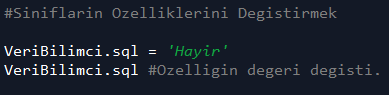 #Siniflarin Ozelliklerini Degistirmek
VeriBilimci.sql = 'Hayir'
VeriBilimci.sql #Ozelligin degeri degisti.